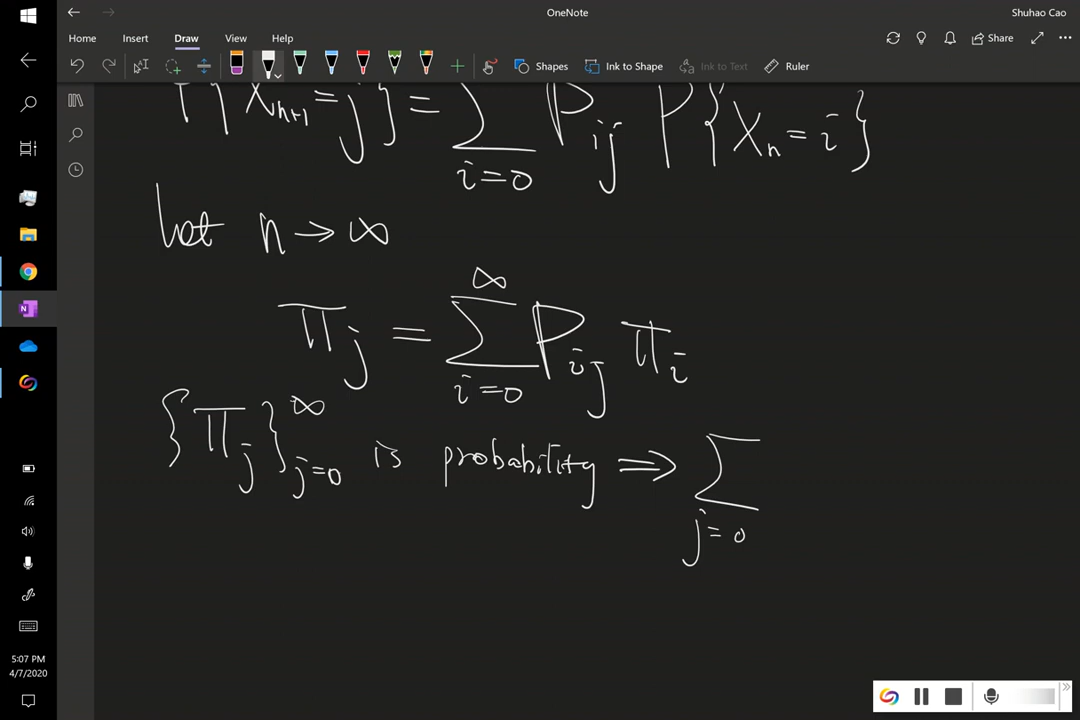 OneNote
Shuhao Cao
Home Insert Draw View Help
Share
Shapes Ink to Shape Ink to Text Ruler
P{X_{n+1} = j} = ∑_{i=0} P_{ij} P{X_n = i}
Let n → ∞
π_j = ∑_{i=0}^∞ P_{ij} π_i
{π_j}_{j=0}^∞ is probability ⟹ ∑_{j=0}
5:07 PM
4/7/2020